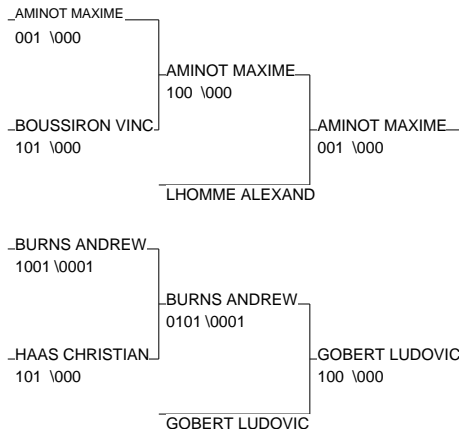 AMINOT MAXIME
001 \000
AMINOT MAXIME
100 \000
BOUSSIRON VINC
101 \000
AMINOT MAXIME
001 \000
LHOMME ALEXAND
BURNS ANDREW
1001 \0001
BURNS ANDREW
0101 \0001
HAAS CHRISTIAN
101 \000
GOBERT LUDOVIC
100 \000
GOBERT LUDOVIC